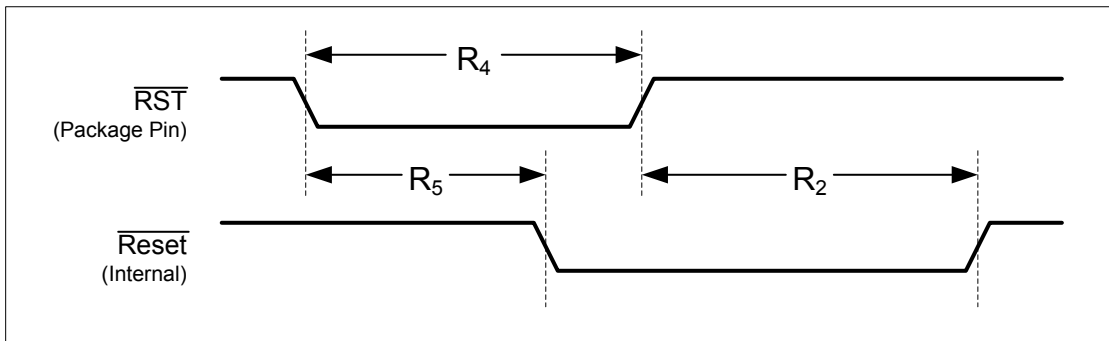 R₄
RST
(Package Pin)
R₅
R₂
Reset
(Internal)